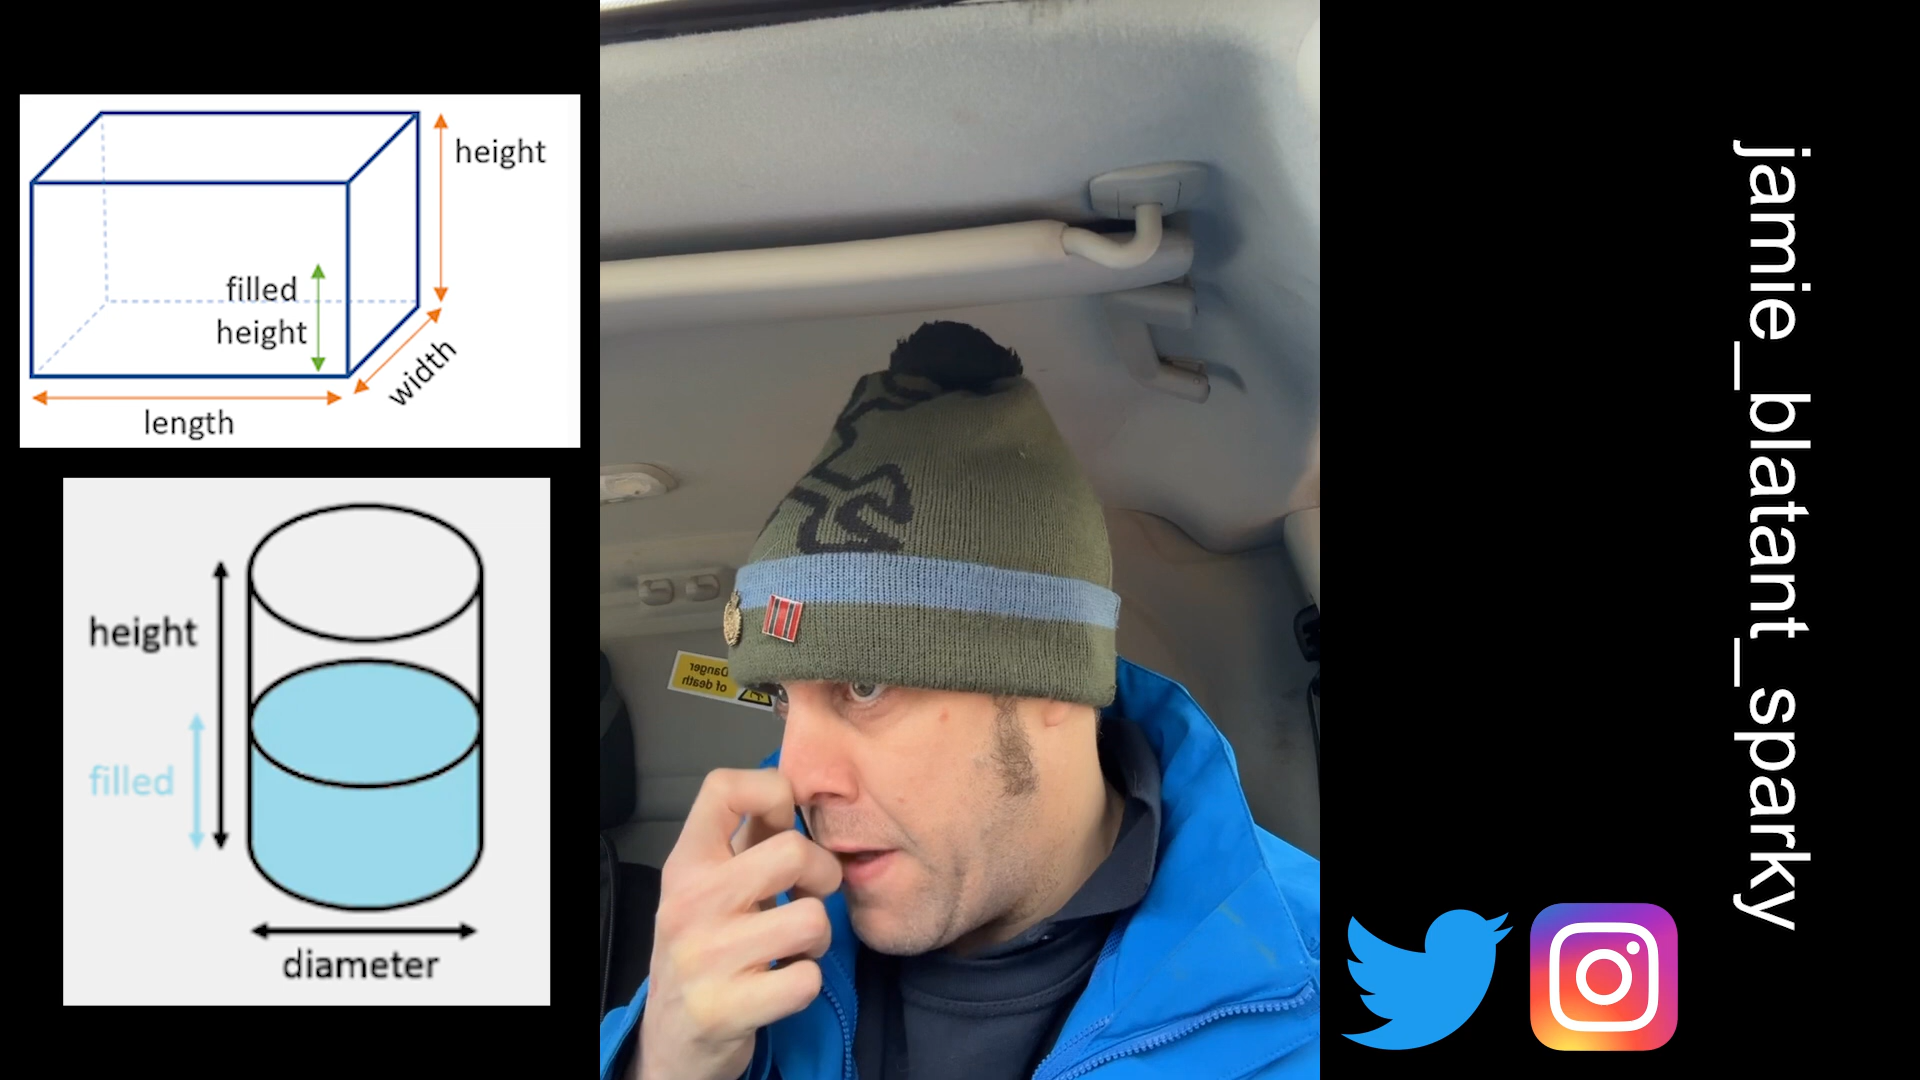 height
filled
height
width
length
height
filled
diameter
Danger
of death
jamie_blatant_sparky